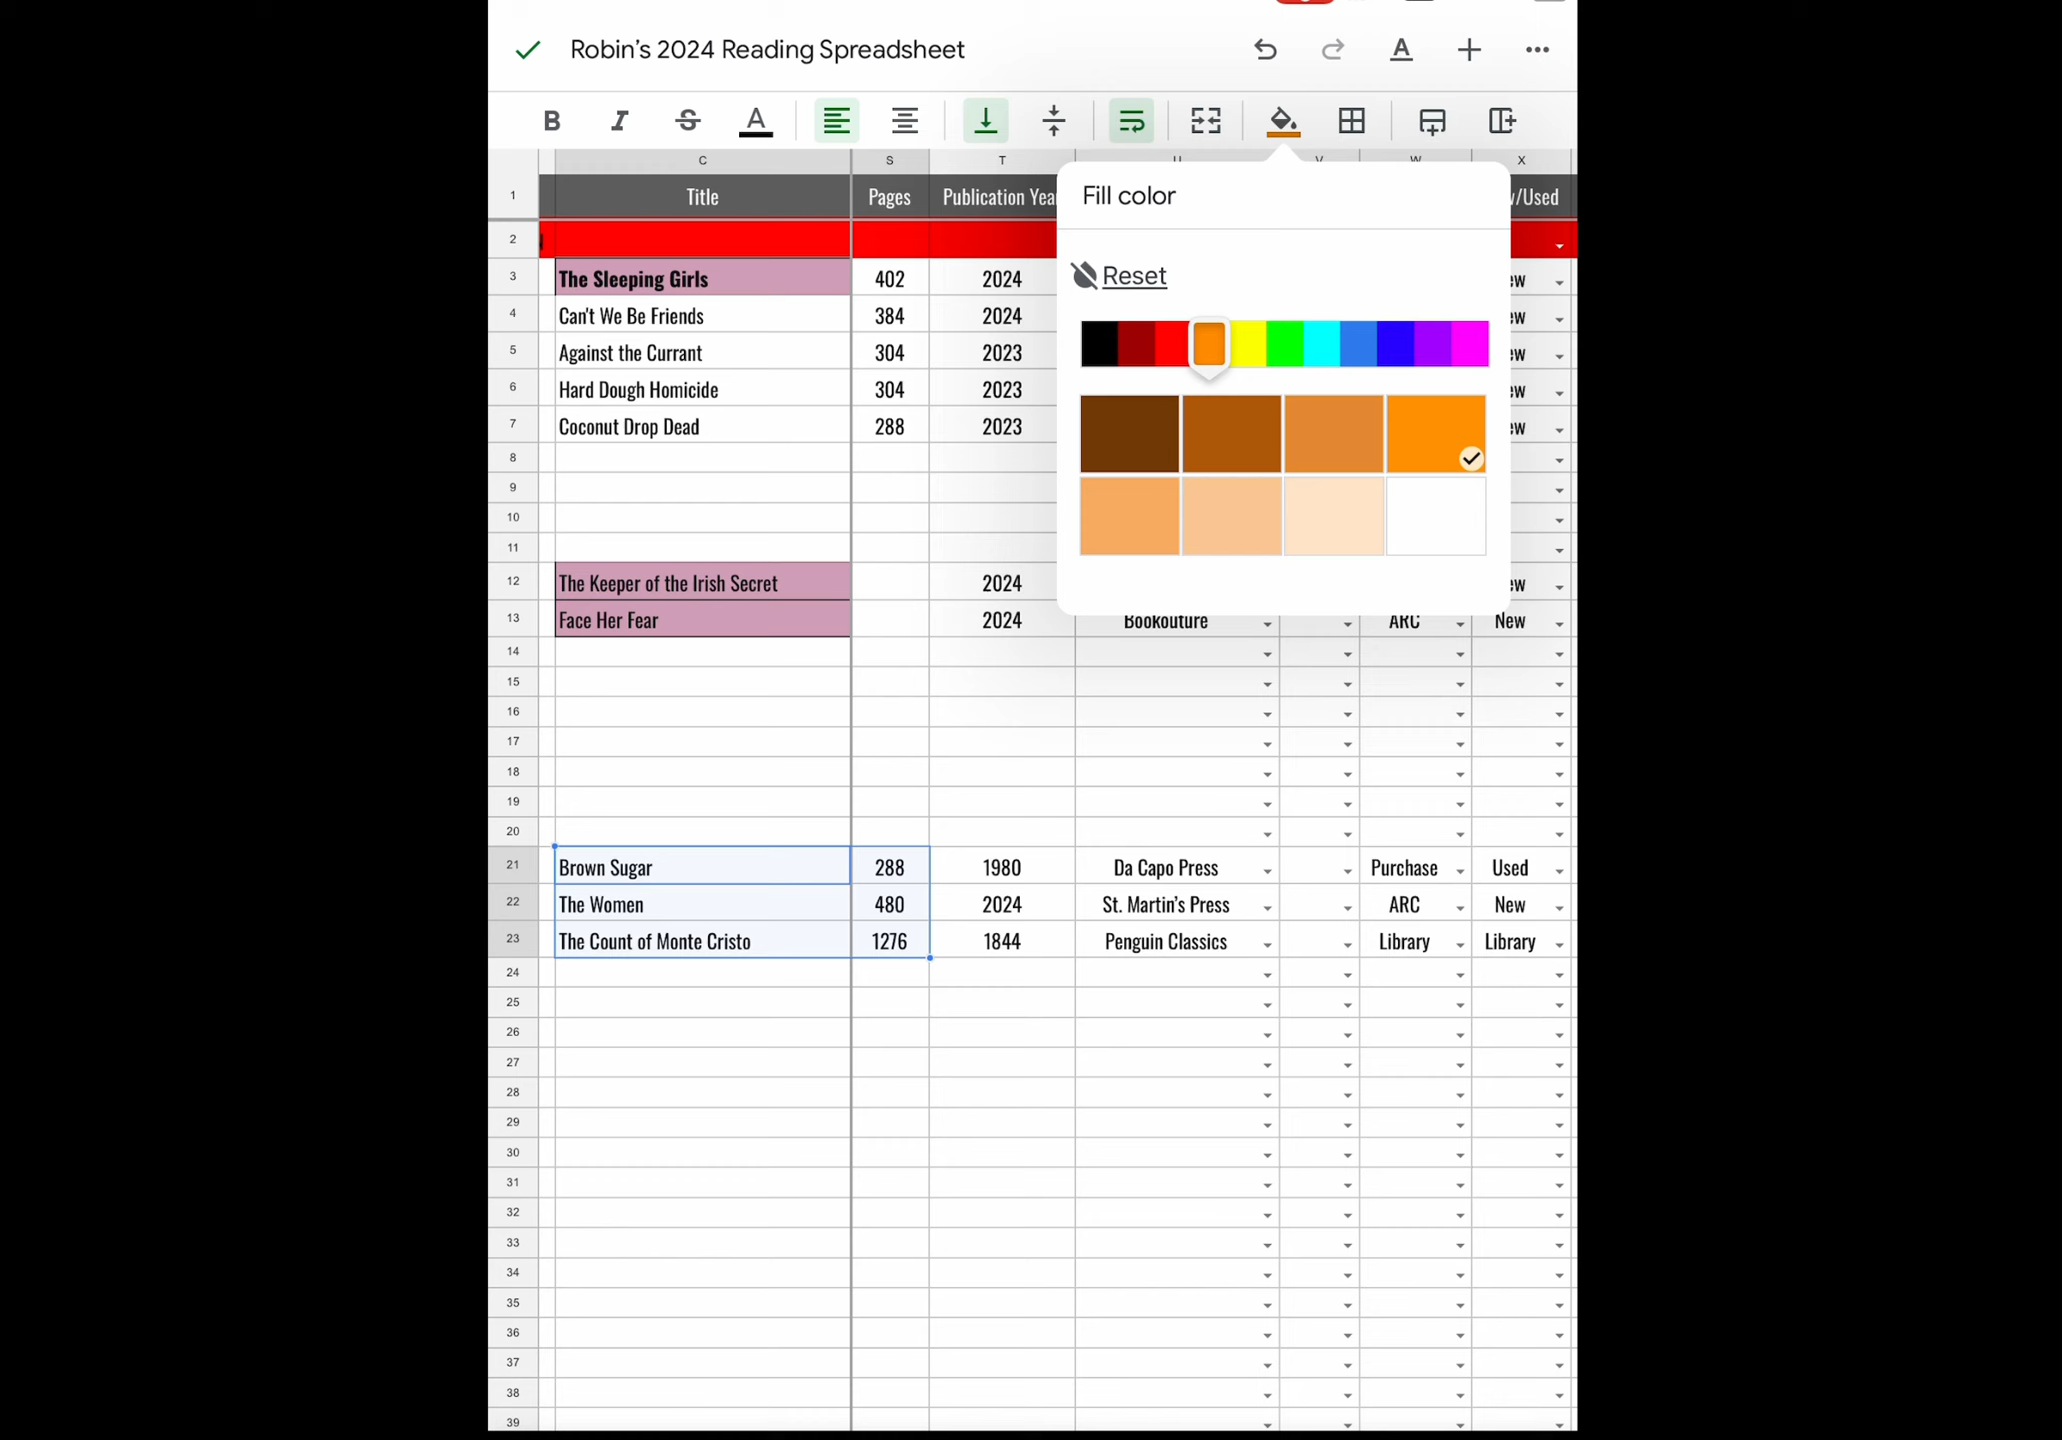 Robin’s 2024 Reading Spreadsheet
B I S A
C S T U V W X
1 Title Pages Publication Yea /Used
2
3 The Sleeping Girls 402 2024 ew
4 Can't We Be Friends 384 2024 ew
5 Against the Currant 304 2023 ew
6 Hard Dough Homicide 304 2023 ew
7 Coconut Drop Dead 288 2023 ew
8
9
10
11
12 The Keeper of the Irish Secret 2024 ew
13 Face Her Fear 2024 Bookouture ARC New
14
15
16
17
18
19
20
21 Brown Sugar 288 1980 Da Capo Press Purchase Used
22 The Women 480 2024 St. Martin’s Press ARC New
23 The Count of Monte Cristo 1276 1844 Penguin Classics Library Library
24
25
26
27
28
29
30
31
32
33
34
35
36
37
38
39
Fill color
Reset